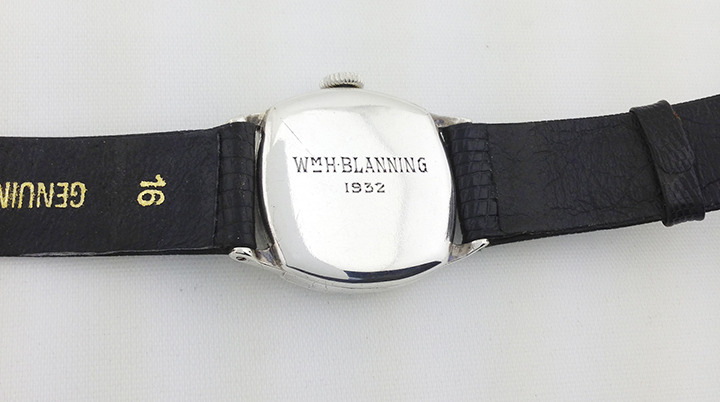 WmH·BLANNING
1932
16
GENUIN